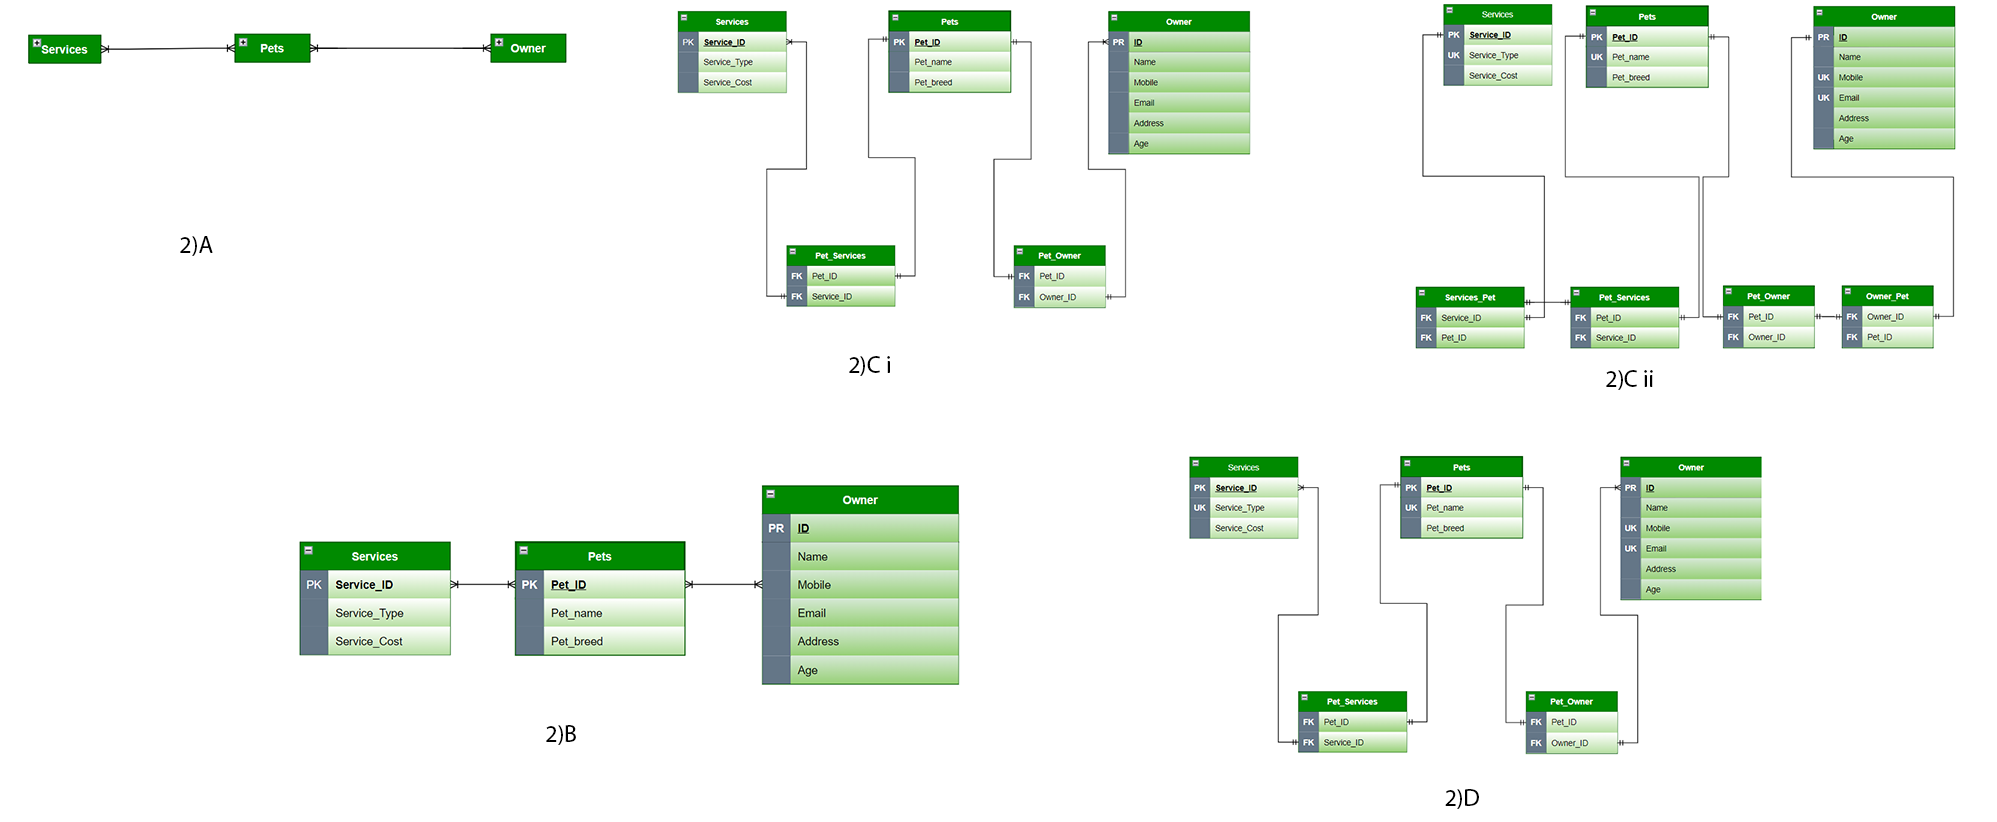 Services
Pets
Owner
2)A
Services
PK Service_ID
Service_Type
Service_Cost
Pets
PK Pet_ID
Pet_name
Pet_breed
Owner
PR ID
Name
Mobile
Email
Address
Age
Pet_Services
FK Pet_ID
FK Service_ID
Pet_Owner
FK Pet_ID
FK Owner_ID
2)C i
Services
PK Service_ID
UK Service_Type
Service_Cost
Pets
PK Pet_ID
UK Pet_name
Pet_breed
Owner
PR ID
Name
UK Mobile
UK Email
Address
Age
Services_Pet
FK Service_ID
FK Pet_ID
Pet_Services
FK Pet_ID
FK Service_ID
Pet_Owner
FK Pet_ID
FK Owner_ID
Owner_Pet
FK Owner_ID
FK Pet_ID
2)C ii
Services
PK Service_ID
Service_Type
Service_Cost
Pets
PK Pet_ID
Pet_name
Pet_breed
Owner
PR ID
Name
Mobile
Email
Address
Age
2)B
Services
PK Service_ID
UK Service_Type
Service_Cost
Pets
PK Pet_ID
UK Pet_name
Pet_breed
Owner
PR ID
Name
UK Mobile
UK Email
Address
Age
Pet_Services
FK Pet_ID
FK Service_ID
Pet_Owner
FK Pet_ID
FK Owner_ID
2)D